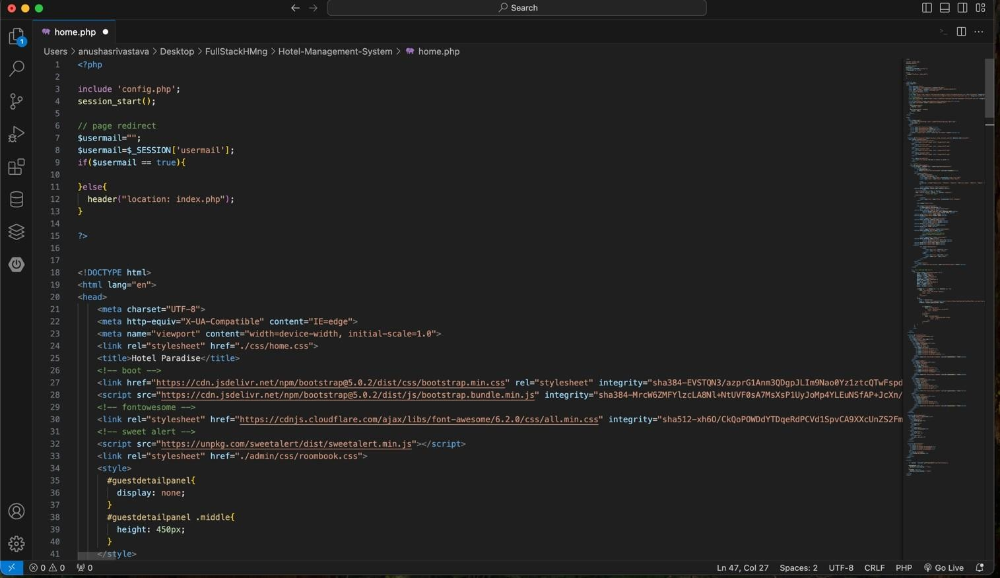 Search
home.php
1
Users > anushasrivastava > Desktop > FullStackHMng > Hotel-Management-System > home.php
1 <?php
2
3 include 'config.php';
4 session_start();
5
6 // page redirect
7 $usermail="";
8 $usermail=$_SESSION['usermail'];
9 if($usermail == true){
10
11 }else{
12 header("location: index.php");
13 }
14
15 ?>
16
17
18 <!DOCTYPE html>
19 <html lang="en">
20 <head>
21 <meta charset="UTF-8">
22 <meta http-equiv="X-UA-Compatible" content="IE=edge">
23 <meta name="viewport" content="width=device-width, initial-scale=1.0">
24 <link rel="stylesheet" href="./css/home.css">
25 <title>Hotel Paradise</title>
26 <!-- boot -->
27 <link href="https://cdn.jsdelivr.net/npm/bootstrap@5.0.2/dist/css/bootstrap.min.css" rel="stylesheet" integrity="sha384-EVSTQN3/azprG1Anm3QDgpJLIm9Nao0Yz1ztcQTwFspd
28 <script src="https://cdn.jsdelivr.net/npm/bootstrap@5.0.2/dist/js/bootstrap.bundle.min.js" integrity="sha384-MrcW6ZMFYlzcLA8Nl+NtUVF0sA7MsXsP1UyJoMp4YLEuNSfAP+JcXn/
29 <!-- fontowesome -->
30 <link rel="stylesheet" href="https://cdnjs.cloudflare.com/ajax/libs/font-awesome/6.2.0/css/all.min.css" integrity="sha512-xh6O/CkQoPOWDdYTDqeRdPCVd1SpvCA9XXcUnZS2Fm
31 <!-- sweet alert -->
32 <script src="https://unpkg.com/sweetalert/dist/sweetalert.min.js"></script>
33 <link rel="stylesheet" href="./admin/css/roombook.css">
34 <style>
35 #guestdetailpanel{
36 display: none;
37 }
38 #guestdetailpanel .middle{
39 height: 450px;
40 }
41 </style>
0 0 0 Ln 47, Col 27 Spaces: 2 UTF-8 CRLF PHP Go Live